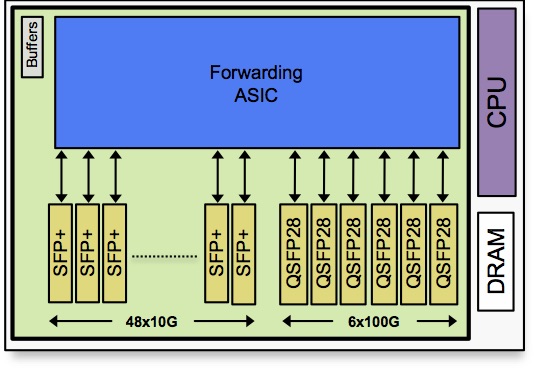 Buffers
Forwarding
ASIC
CPU
SFP+
SFP+
SFP+
SFP+
SFP+
QSFP28
QSFP28
QSFP28
QSFP28
QSFP28
QSFP28
DRAM
48x10G
6x100G